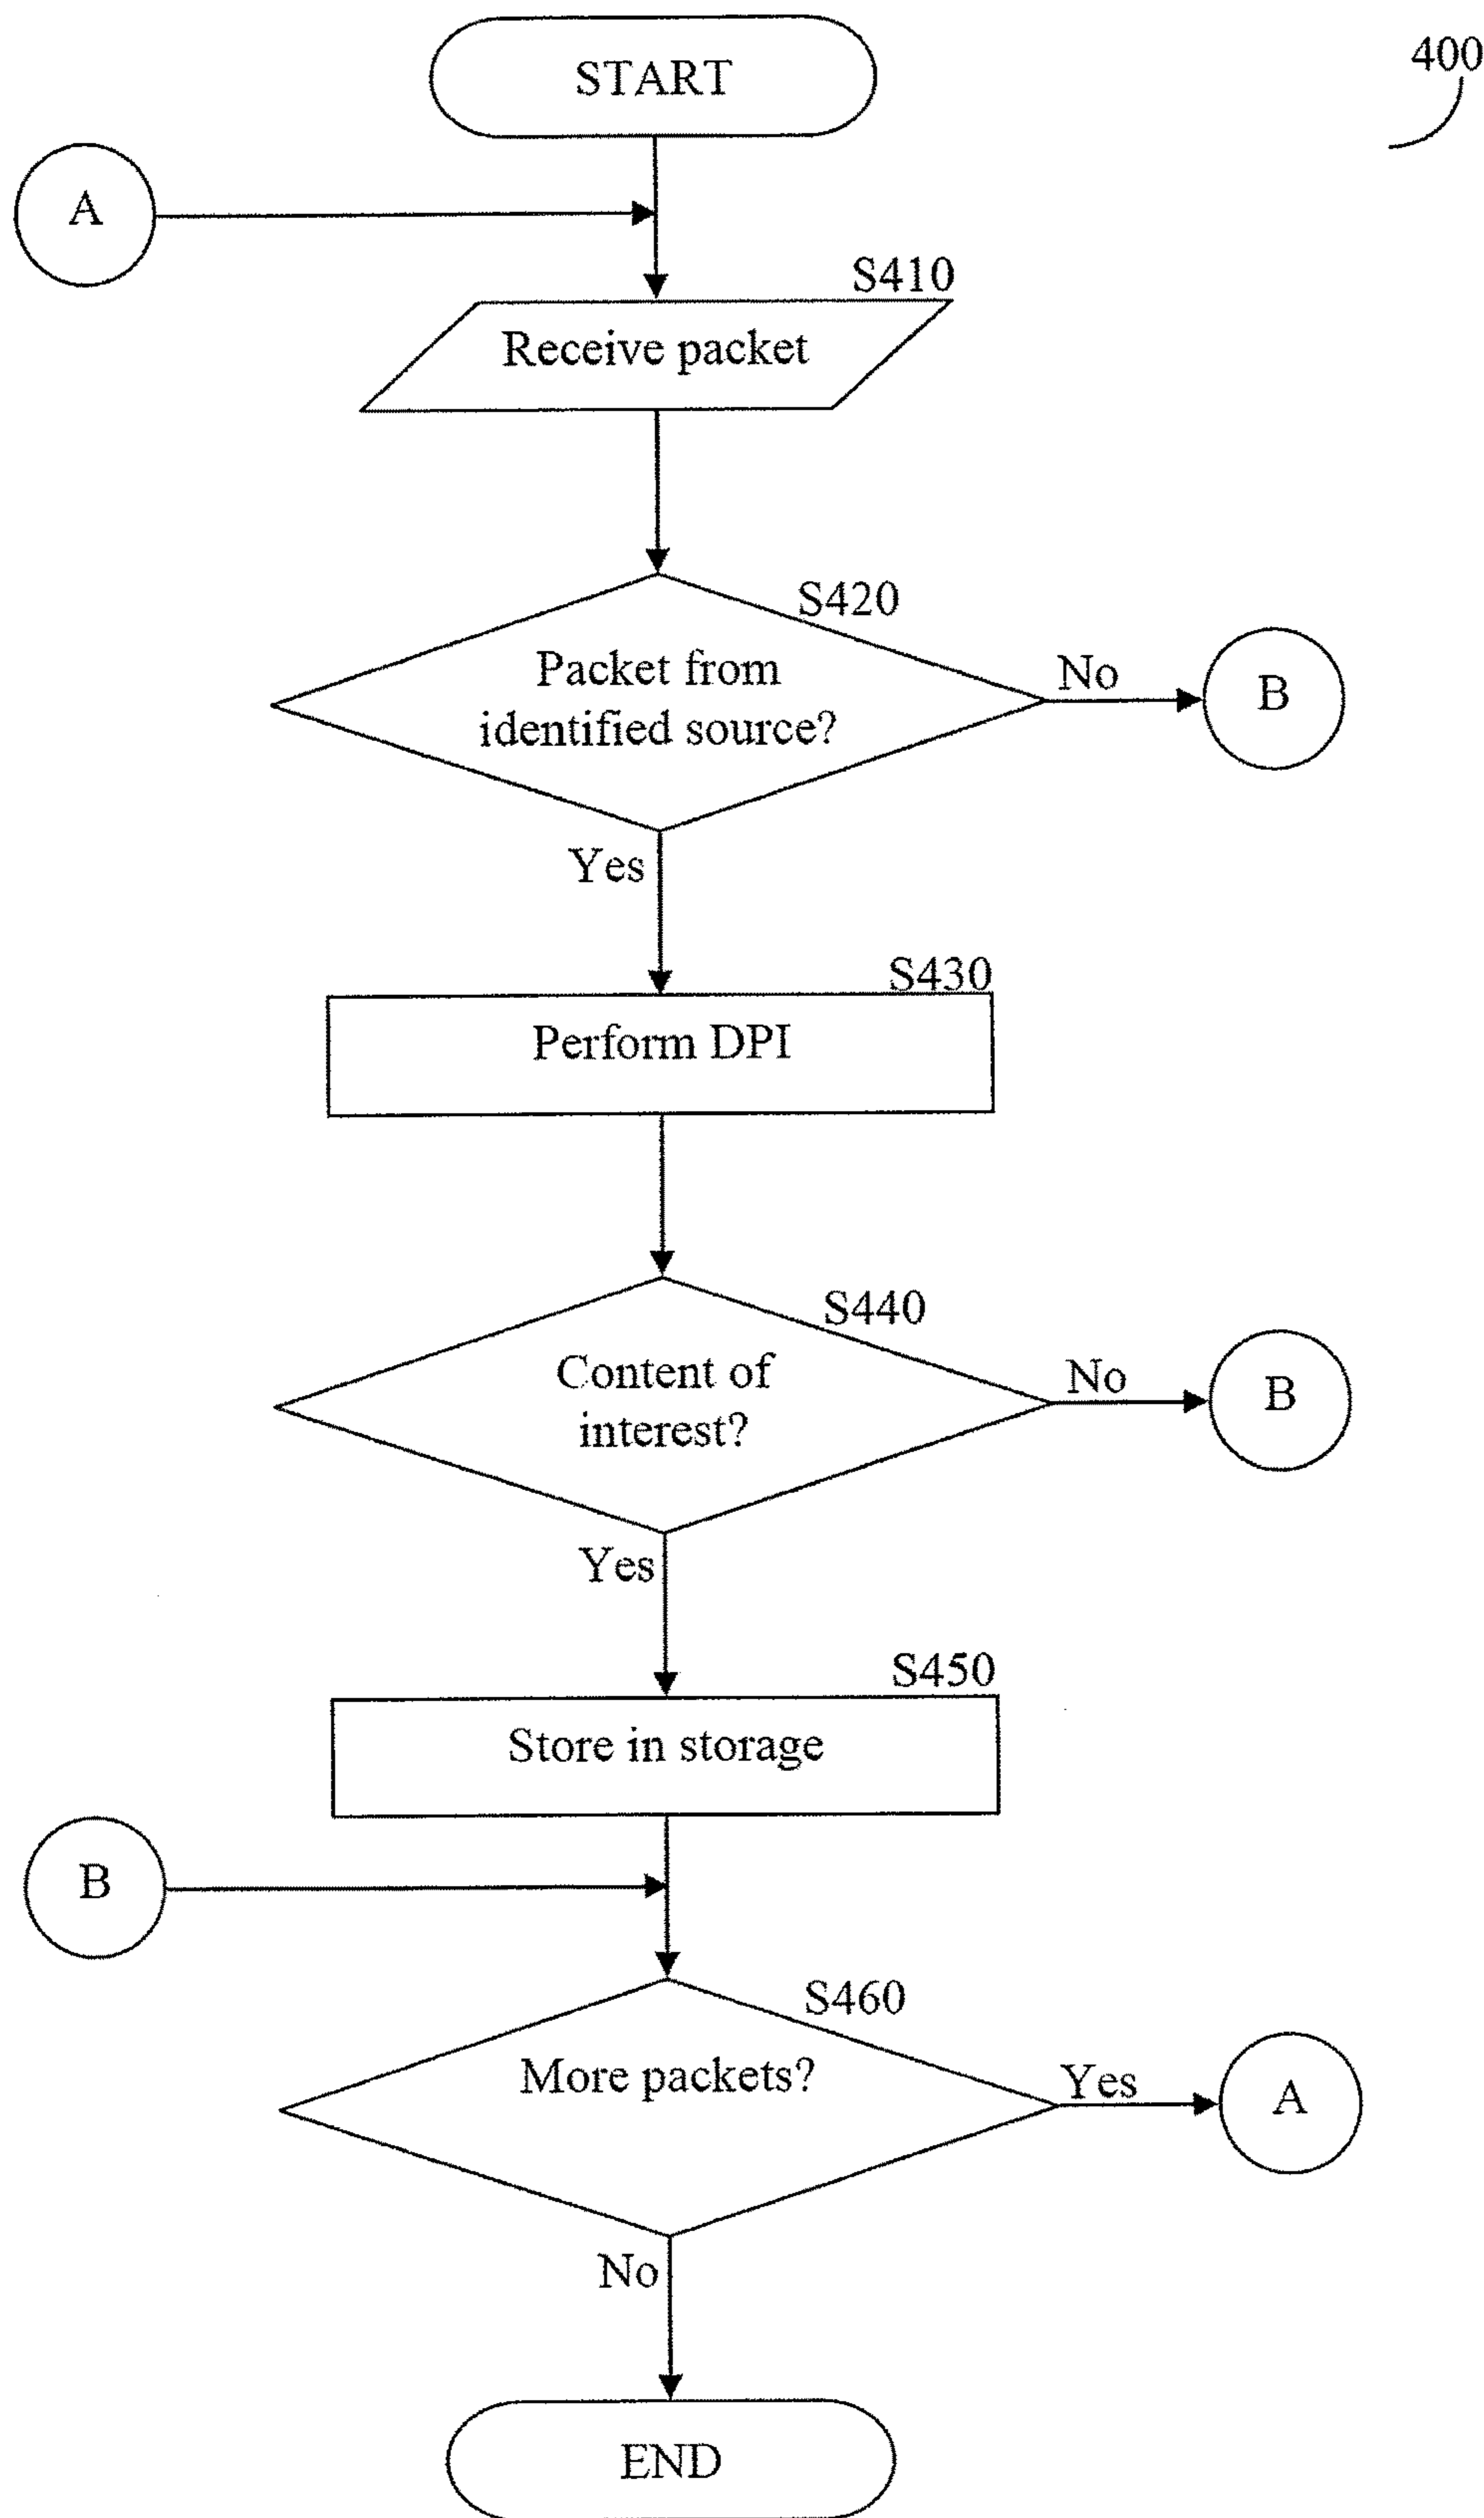 START
400
A
S410
Receive packet
S420
Packet from
identified source?
No
B
Yes
S430
Perform DPI
S440
Content of
interest?
No
B
Yes
S450
Store in storage
B
S460
More packets?
Yes
A
No
END